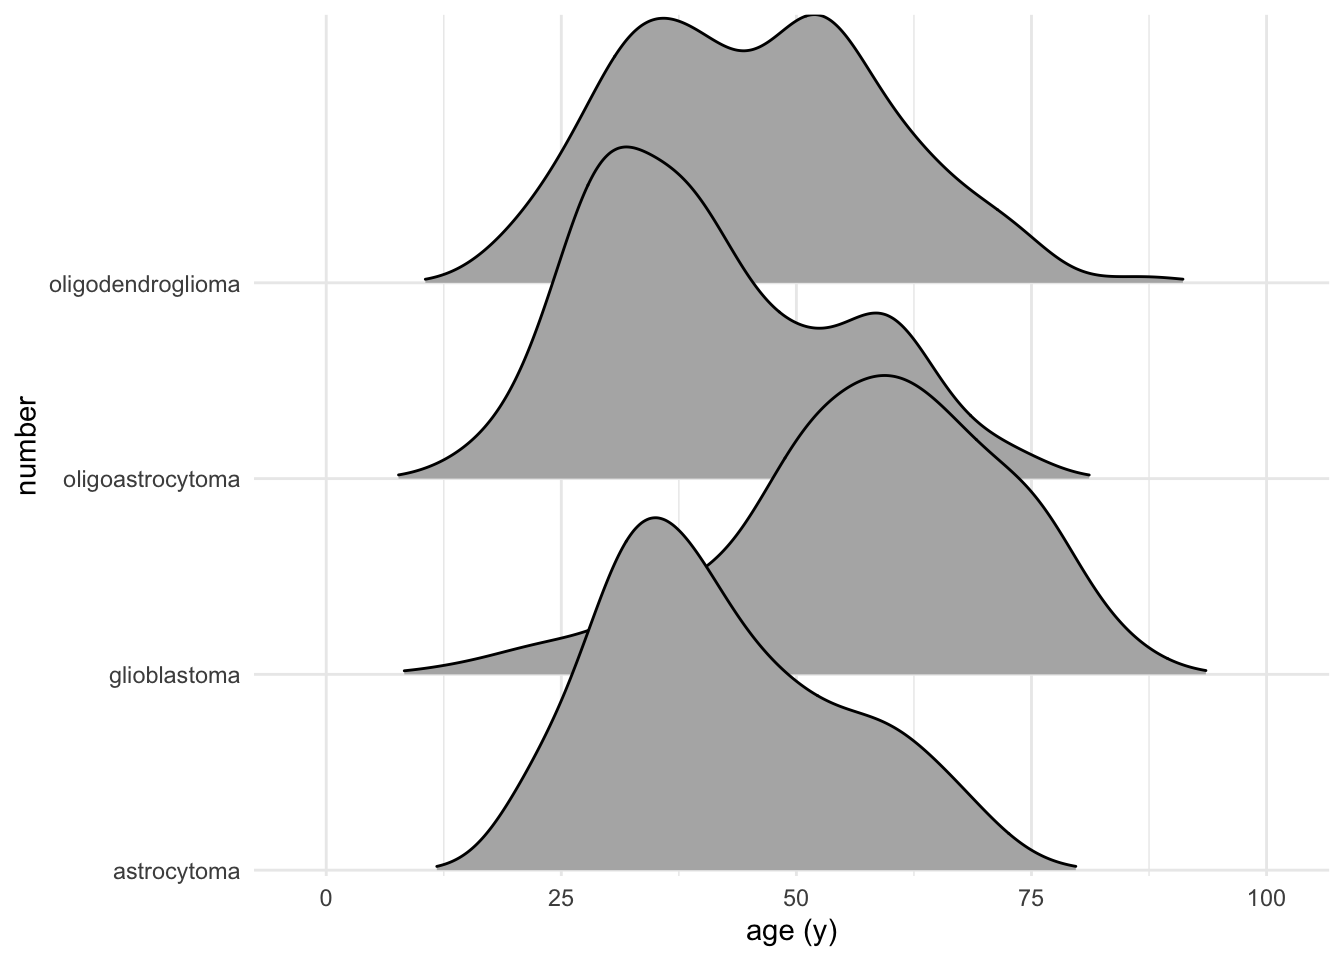 oligodendroglioma
oligoastrocytoma
glioblastoma
astrocytoma
number
0 25 50 75 100
age (y)